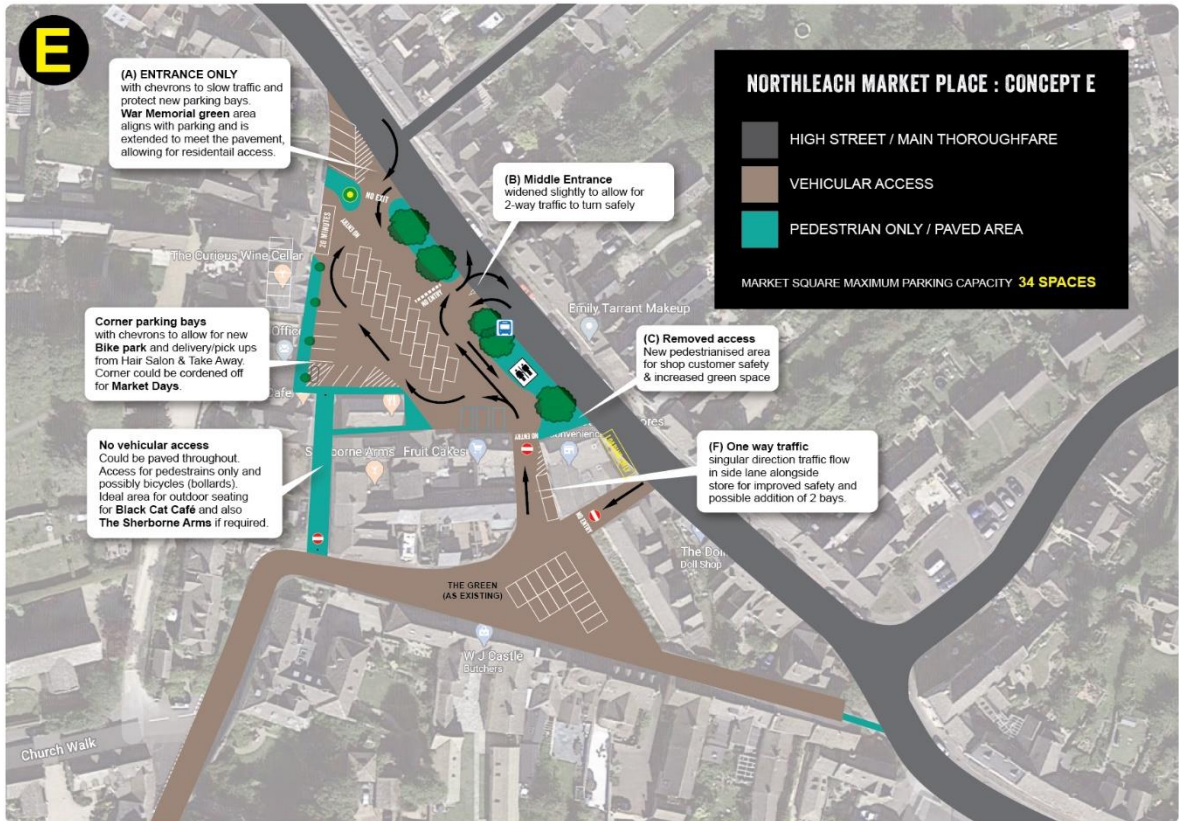 E
(A) ENTRANCE ONLY
with chevrons to slow traffic and
protect new parking bays.
War Memorial green area
aligns with parking and is
extended to meet the pavement,
allowing for residentail access.
NORTHLEACH MARKET PLACE : CONCEPT E
HIGH STREET / MAIN THOROUGHFARE
VEHICULAR ACCESS
PEDESTRIAN ONLY / PAVED AREA
MARKET SQUARE MAXIMUM PARKING CAPACITY 34 SPACES
(B) Middle Entrance
widened slightly to allow for
2-way traffic to turn safely
NO EXIT
NO ENTRY
20 MINUTES
The Curious Wine Cellar
NO ENTRY
Emily Tarrant Makeup
Corner parking bays
with chevrons to allow for new
Bike park and delivery/pick ups
from Hair Salon & Take Away.
Corner could be cordened off
for Market Days.
Office
Cafe
(C) Removed access
New pedestrianised area
for shop customer safety
& increased green space
No vehicular access
Could be paved throughout.
Access for pedestrains only and
possibly bicycles (bollards).
Ideal area for outdoor seating
for Black Cat Café and also
The Sherborne Arms if required.
Fruit Cakes
NO ENTRY
(F) One way traffic
singular direction traffic flow
in side lane alongside
store for improved safety and
possible addition of 2 bays.
NO ENTRY
The Doll
Doll Shop
THE GREEN
(AS EXISTING)
W J Castle
Butchers
Church Walk